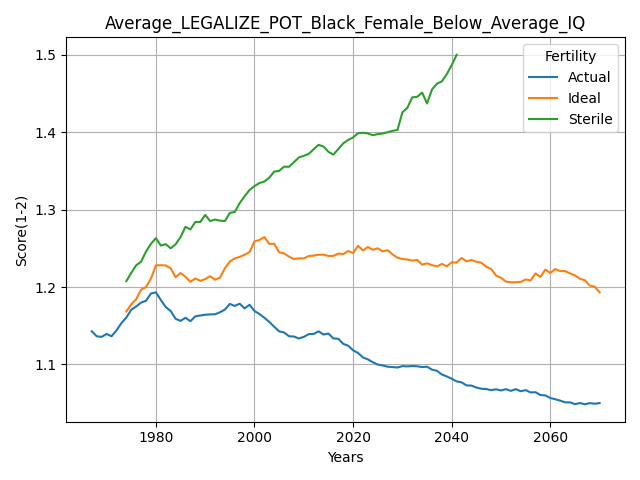 Average_LEGALIZE_POT_Black_Female_Below_Average_IQ
Fertility
Actual
Ideal
Sterile
Score(1-2)
1.5
1.4
1.3
1.2
1.1
1980
2000
2020
2040
2060
Years